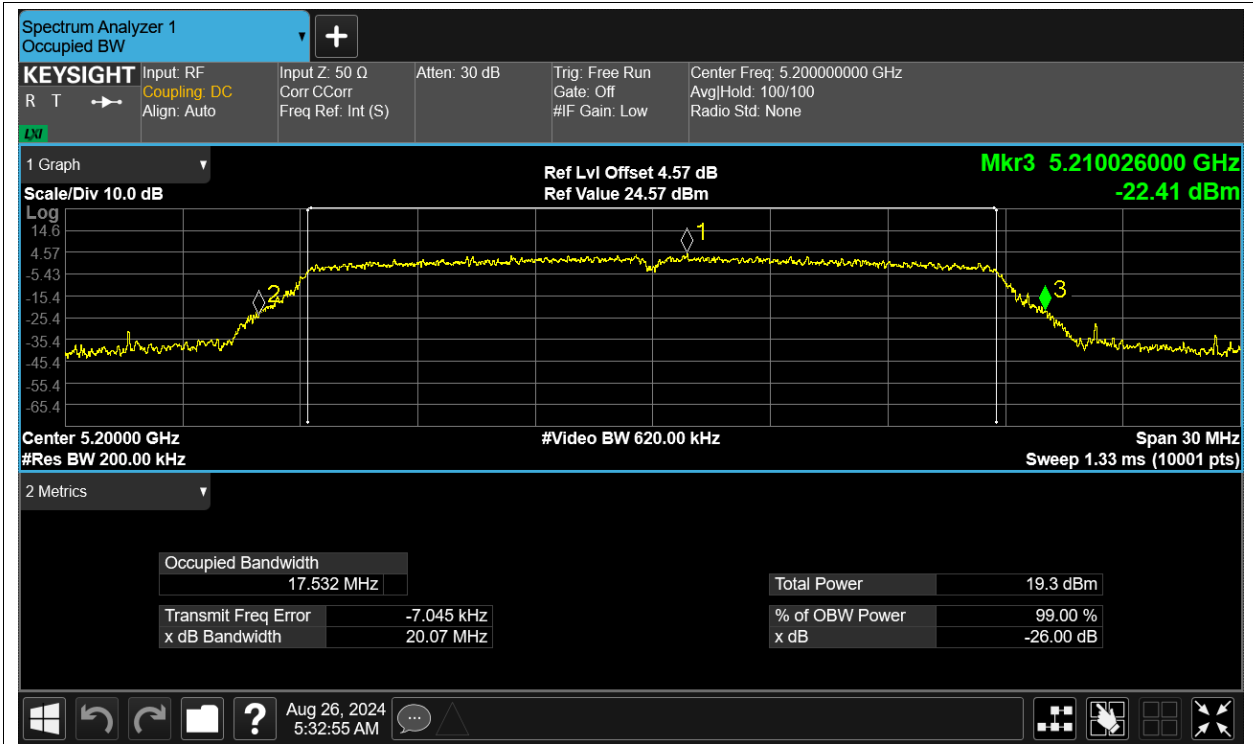 Spectrum Analyzer 1
Occupied BW
KEYSIGHT
R T
LXI
Input: RF
Coupling: DC
Align: Auto
Input Z: 50 Ω
Corr CCorr
Freq Ref: Int (S)
Atten: 30 dB
Trig: Free Run
Gate: Off
#IF Gain: Low
Center Freq: 5.200000000 GHz
Avg|Hold: 100/100
Radio Std: None
1 Graph
Scale/Div 10.0 dB
Ref Lvl Offset 4.57 dB
Ref Value 24.57 dBm
Mkr3 5.210026000 GHz
-22.41 dBm
Log
14.6
4.57
-5.43
-15.4
-25.4
-35.4
-45.4
-55.4
-65.4
1
2
3
Center 5.20000 GHz
#Video BW 620.00 kHz
Span 30 MHz
#Res BW 200.00 kHz
Sweep 1.33 ms (10001 pts)
2 Metrics
Occupied Bandwidth
17.532 MHz
Total Power 19.3 dBm
Transmit Freq Error -7.045 kHz
% of OBW Power 99.00 %
x dB Bandwidth 20.07 MHz
x dB -26.00 dB
?
Aug 26, 2024
5:32:55 AM